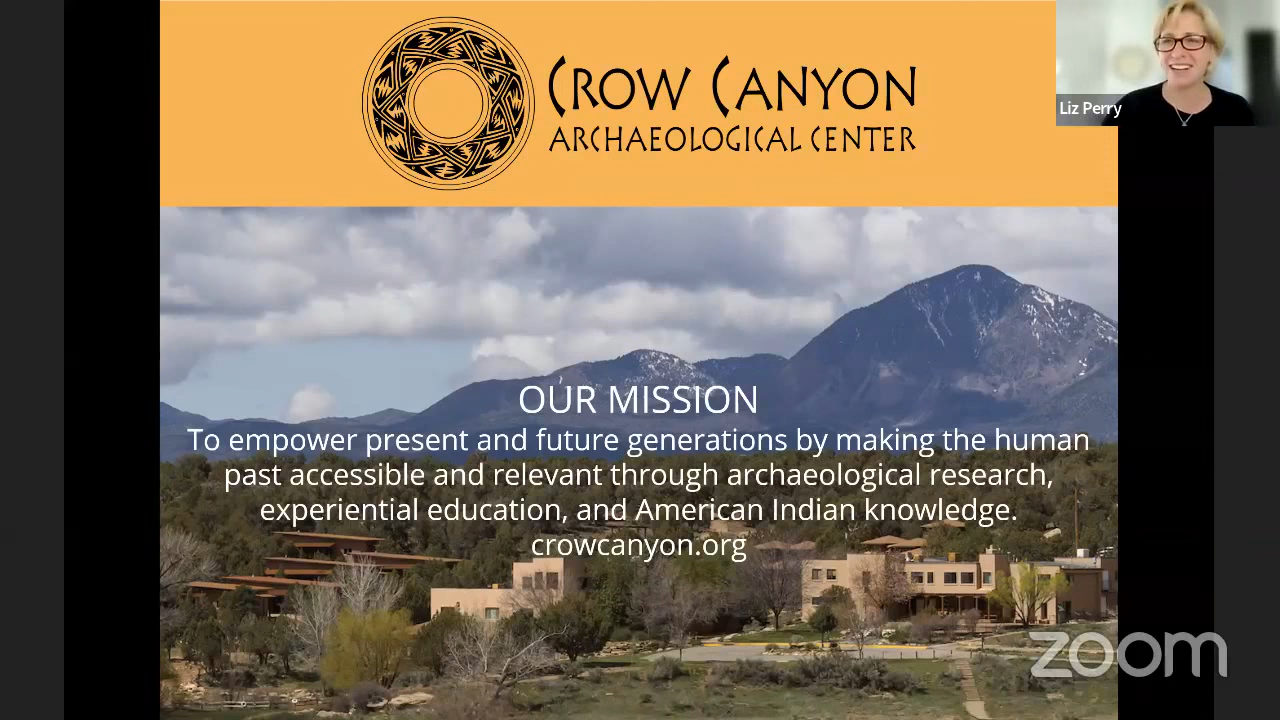 CROW CANYON
ARCHAEOLOGICAL CENTER
Liz Perry
OUR MISSION
To empower present and future generations by making the human
past accessible and relevant through archaeological research,
experiential education, and American Indian knowledge.
crowcanyon.org
zoom